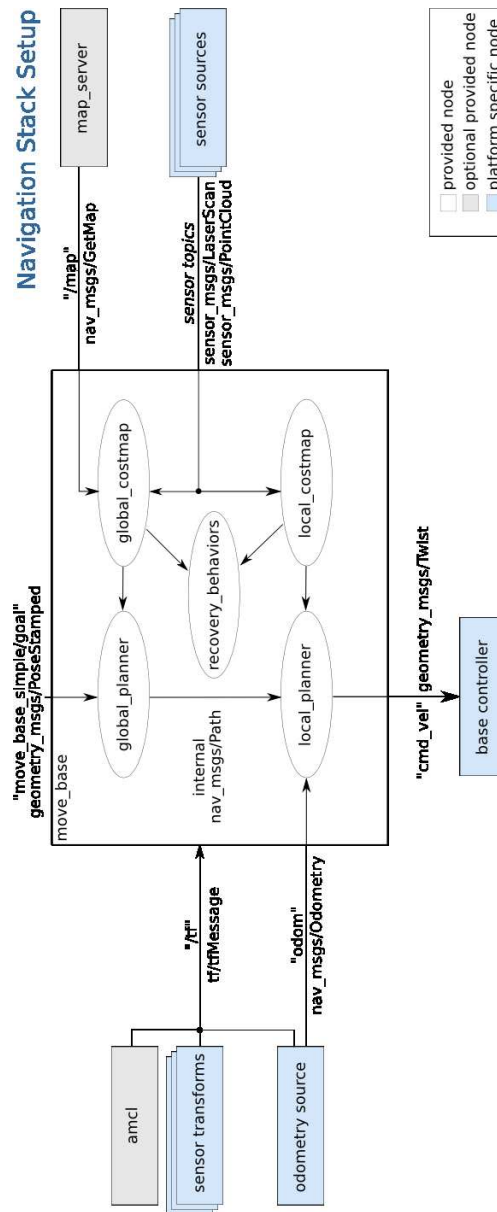 Navigation Stack Setup
"move_base_simple/goal"
geometry_msgs/PoseStamped
move_base
"/map"
nav_msgs/GetMap
map_server
amcl
sensor transforms
odometry source
"/tf"
tf/tfMessage
"odom"
nav_msgs/Odometry
global_planner
global_costmap
internal
nav_msgs/Path
recovery_behaviors
local_planner
local_costmap
sensor topics
sensor_msgs/LaserScan
sensor_msgs/PointCloud
sensor sources
"cmd_vel" geometry_msgs/Twist
base controller
provided node
optional provided node
platform specific node